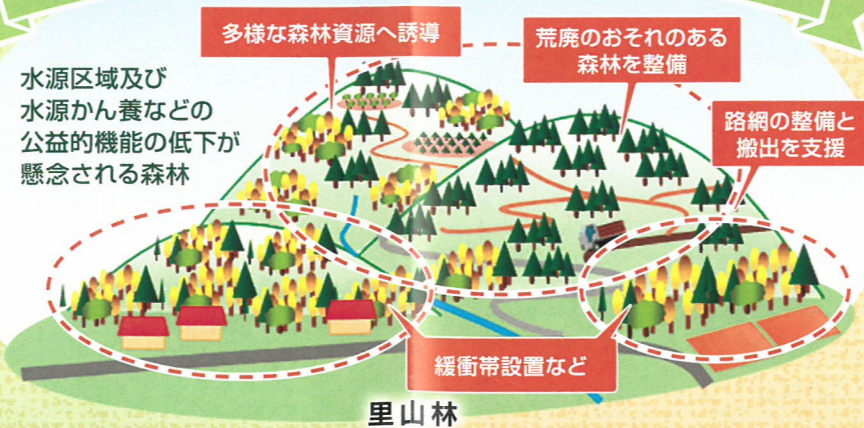 多様な森林資源へ誘導
荒廃のおそれのある
森林を整備
水源区域及び
水源かん養などの
公益的機能の低下が
懸念される森林
路網の整備と
搬出を支援
緩衝帯設置など
里山林